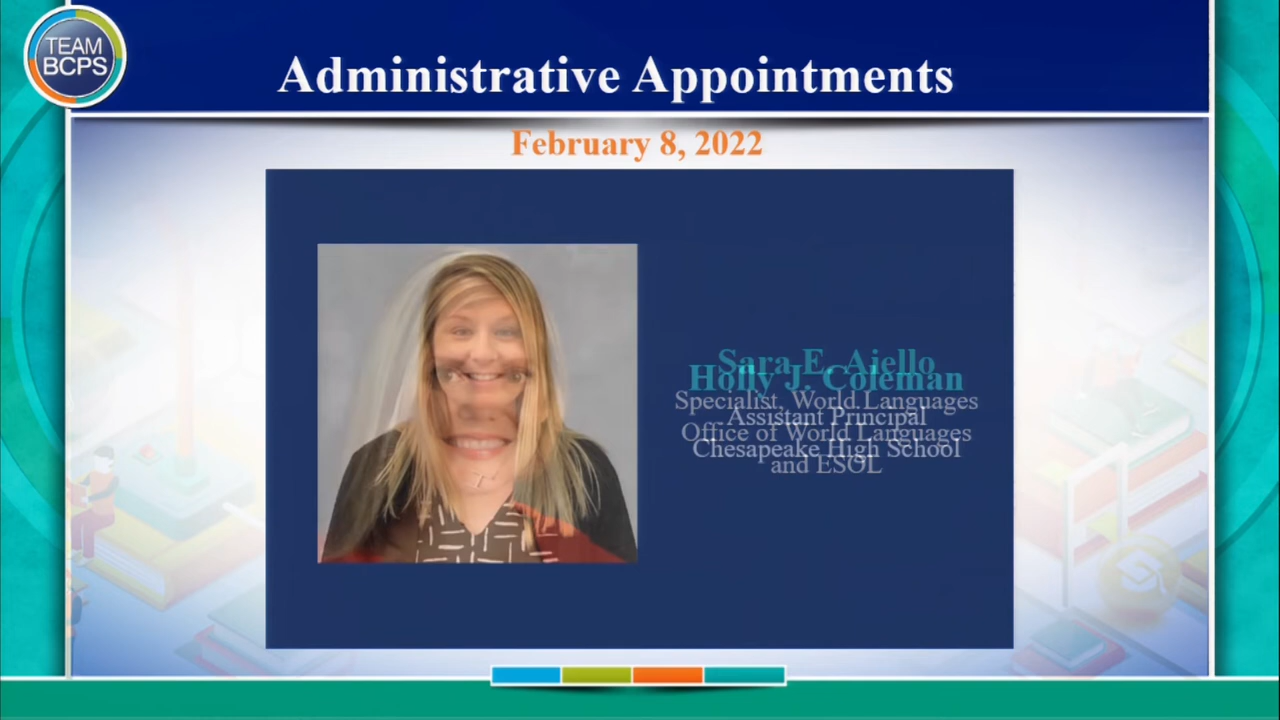 TEAM
BCPS
Administrative Appointments
February 8, 2022
Sara E. Aiello
Holly J. Coleman
Specialist, World Languages
Assistant Principal
Office of World Languages
Chesapeake High School
and ESOL